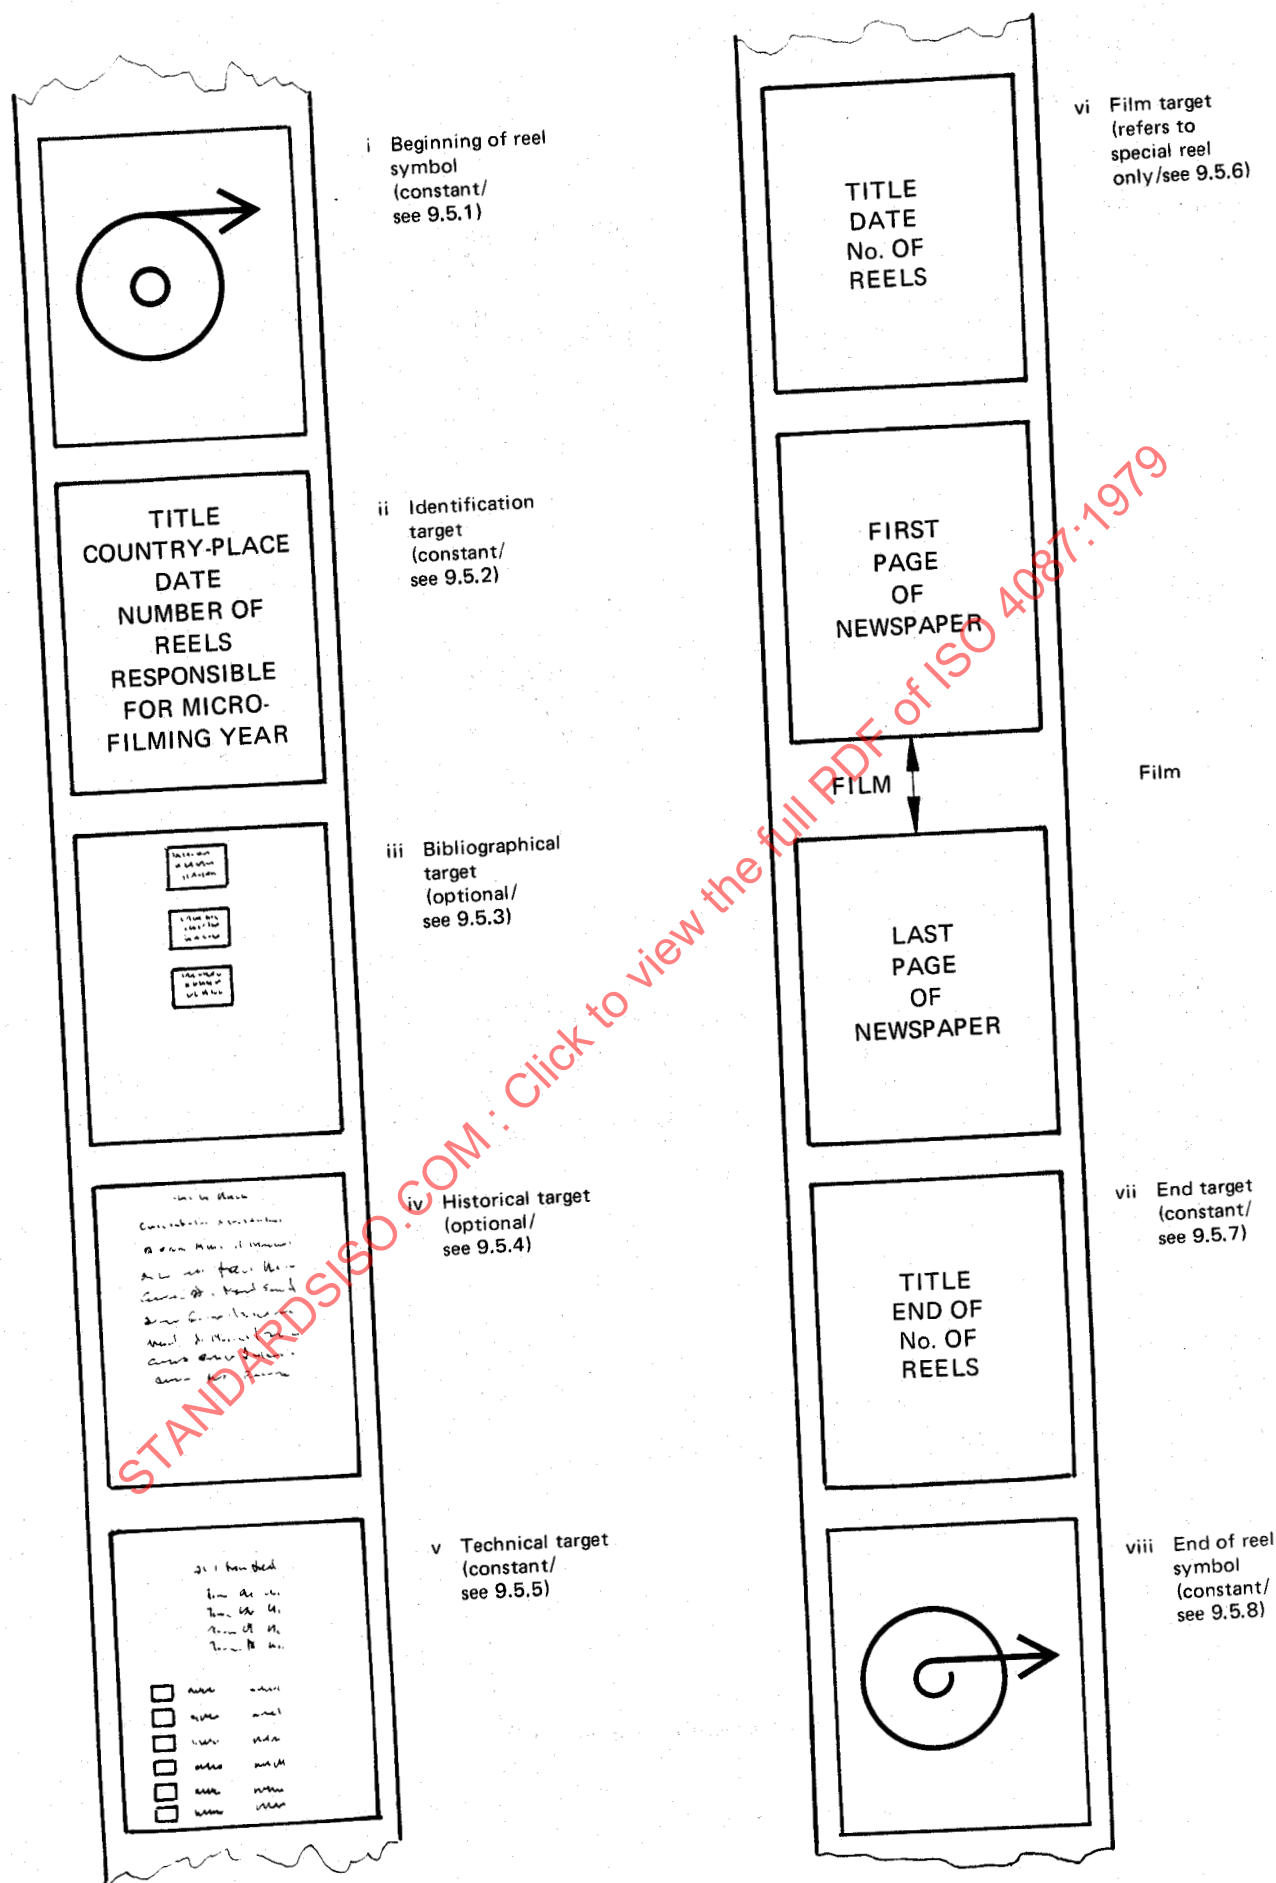 i Beginning of reel
symbol
(constant/
see 9.5.1)
TITLE
COUNTRY-PLACE
DATE
NUMBER OF
REELS
RESPONSIBLE
FOR MICRO-
FILMING YEAR
ii Identification
target
(constant/
see 9.5.2)
iii Bibliographical
target
(optional/
see 9.5.3)
iv Historical target
(optional/
see 9.5.4)
v Technical target
(constant/
see 9.5.5)
TITLE
DATE
No. OF
REELS
vi Film target
(refers to
special reel
only/see 9.5.6)
FIRST
PAGE
OF
NEWSPAPER
FILM
Film
LAST
PAGE
OF
NEWSPAPER
TITLE
END OF
No. OF
REELS
vii End target
(constant/
see 9.5.7)
viii End of reel
symbol
(constant/
see 9.5.8)
STANDARDSISO.COM : Click to view the full PDF of ISO 4087:1979